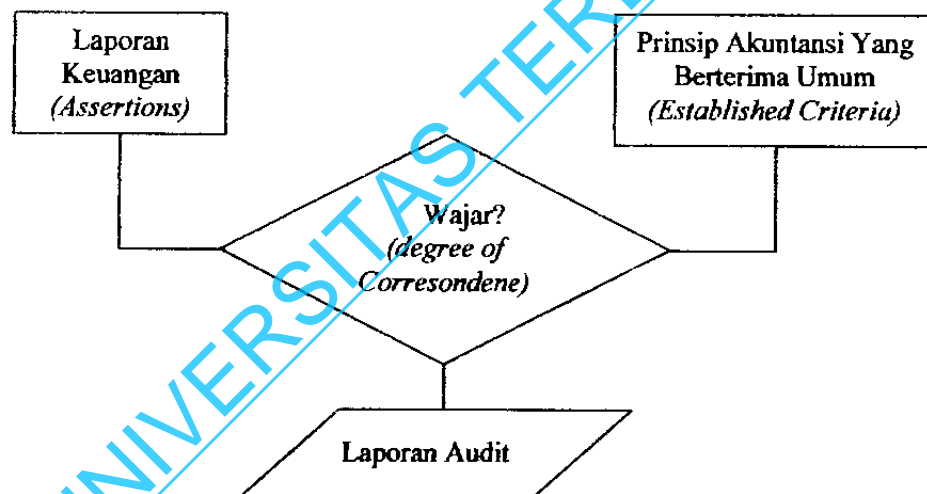 Laporan
Keuangan
(Assertions)
Prinsip Akuntansi Yang
Berterima Umum
(Established Criteria)
Wajar?
(degree of
Corresondene)
Laporan Audit
UNIVERSITAS TER